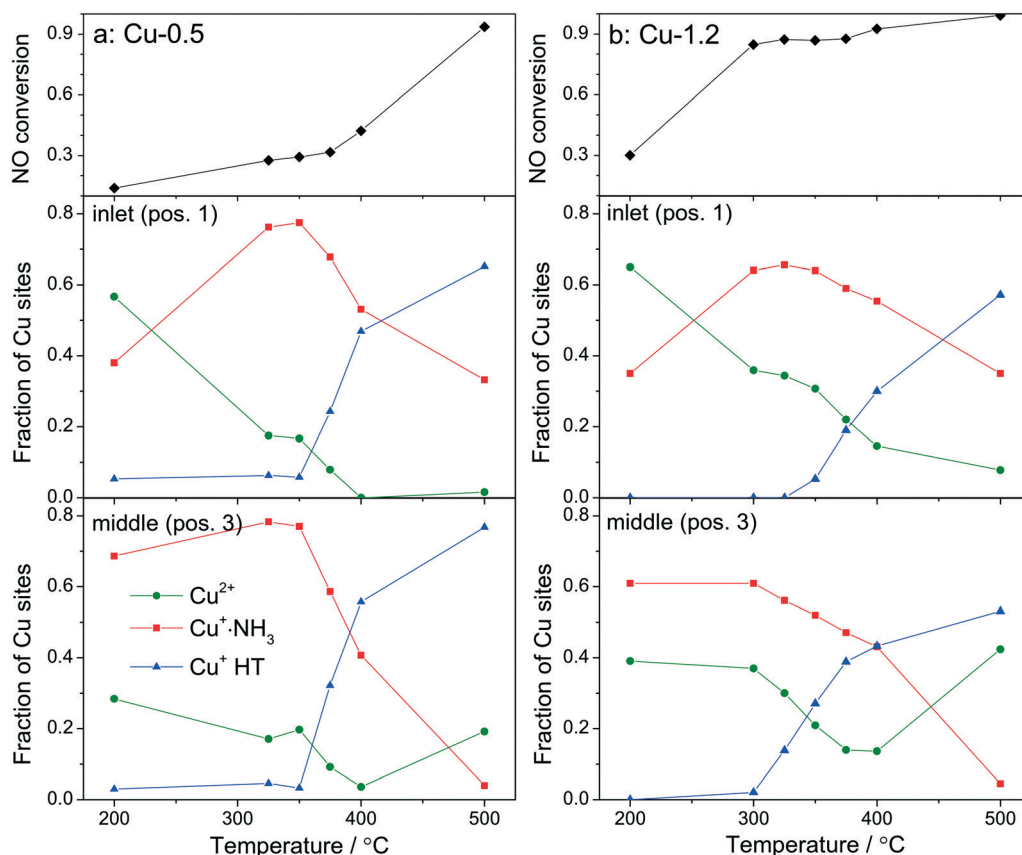 a: Cu-0.5
NO conversion
0.9
0.6
0.3
inlet (pos. 1)
Fraction of Cu sites
0.8
0.6
0.4
0.2
0.0
middle (pos. 3)
Cu²⁺
Cu⁺·NH₃
Cu⁺ HT
Fraction of Cu sites
0.8
0.6
0.4
0.2
0.0
200 300 400 500
Temperature / °C
b: Cu-1.2
NO conversion
0.9
0.6
0.3
inlet (pos. 1)
Fraction of Cu sites
0.8
0.6
0.4
0.2
0.0
middle (pos. 3)
Fraction of Cu sites
0.8
0.6
0.4
0.2
0.0
200 300 400 500
Temperature / °C